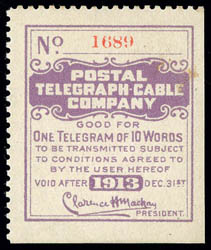 No. 1689
POSTAL
TELEGRAPH-CABLE
COMPANY
GOOD FOR
ONE TELEGRAM OF 10 WORDS
TO BE TRANSMITTED SUBJECT
TO CONDITIONS AGREED TO
BY THE USER HEREOF
VOID AFTER 1913 DEC. 31ST
Clarence H Mackay
PRESIDENT.